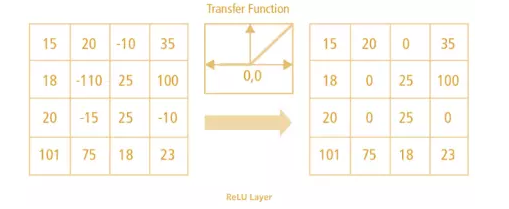 Transfer Function
15 20 -10 35
18 -110 25 100
20 -15 25 -10
101 75 18 23
0,0
15 20 0 35
18 0 25 100
20 0 25 0
101 75 18 23
ReLU Layer